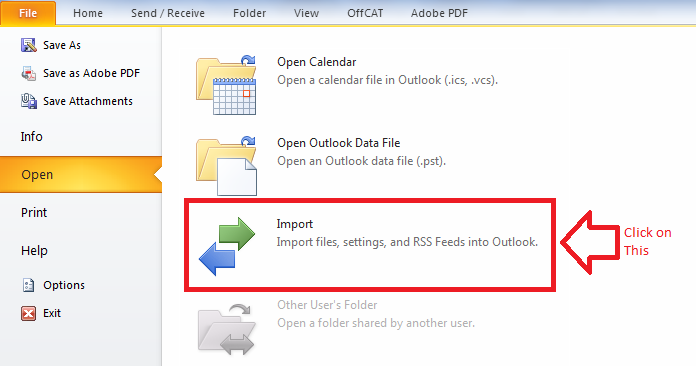 File Home Send / Receive Folder View OffCAT Adobe PDF
Save As
Save as Adobe PDF
Save Attachments
Info
Open
Print
Help
Options
Exit
Open Calendar
Open a calendar file in Outlook (.ics, .vcs).
Open Outlook Data File
Open an Outlook data file (.pst).
Import
Import files, settings, and RSS Feeds into Outlook.
Click on
This
Other User's Folder
Open a folder shared by another user.